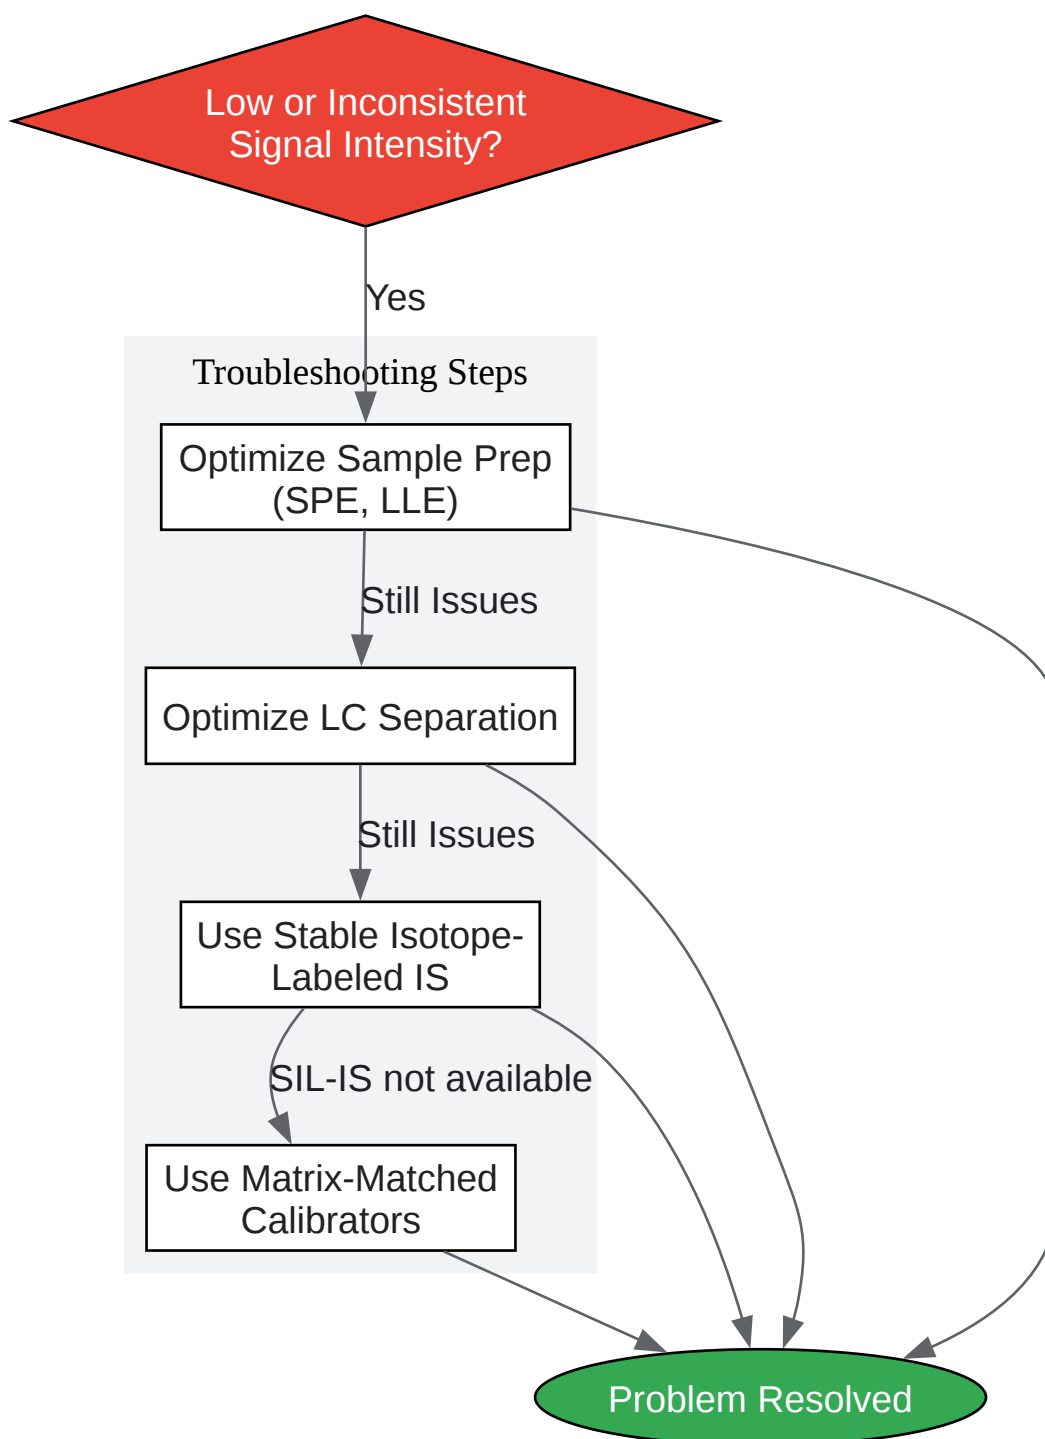 Low or Inconsistent
Signal Intensity?
Yes
Troubleshooting Steps
Optimize Sample Prep
(SPE, LLE)
Still Issues
Optimize LC Separation
Still Issues
Use Stable Isotope-
Labeled IS
SIL-IS not available
Use Matrix-Matched
Calibrators
Problem Resolved